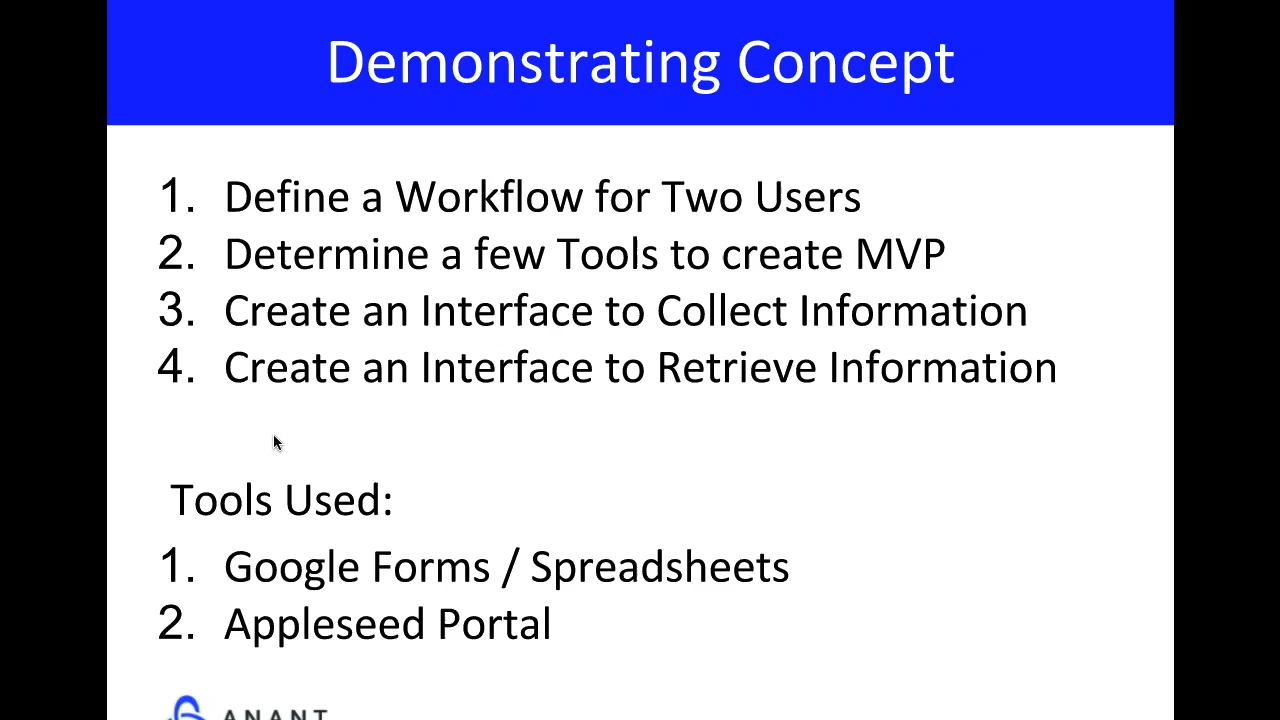 Demonstrating Concept
1. Define a Workflow for Two Users
2. Determine a few Tools to create MVP
3. Create an Interface to Collect Information
4. Create an Interface to Retrieve Information
Tools Used:
1. Google Forms / Spreadsheets
2. Appleseed Portal
ANANT